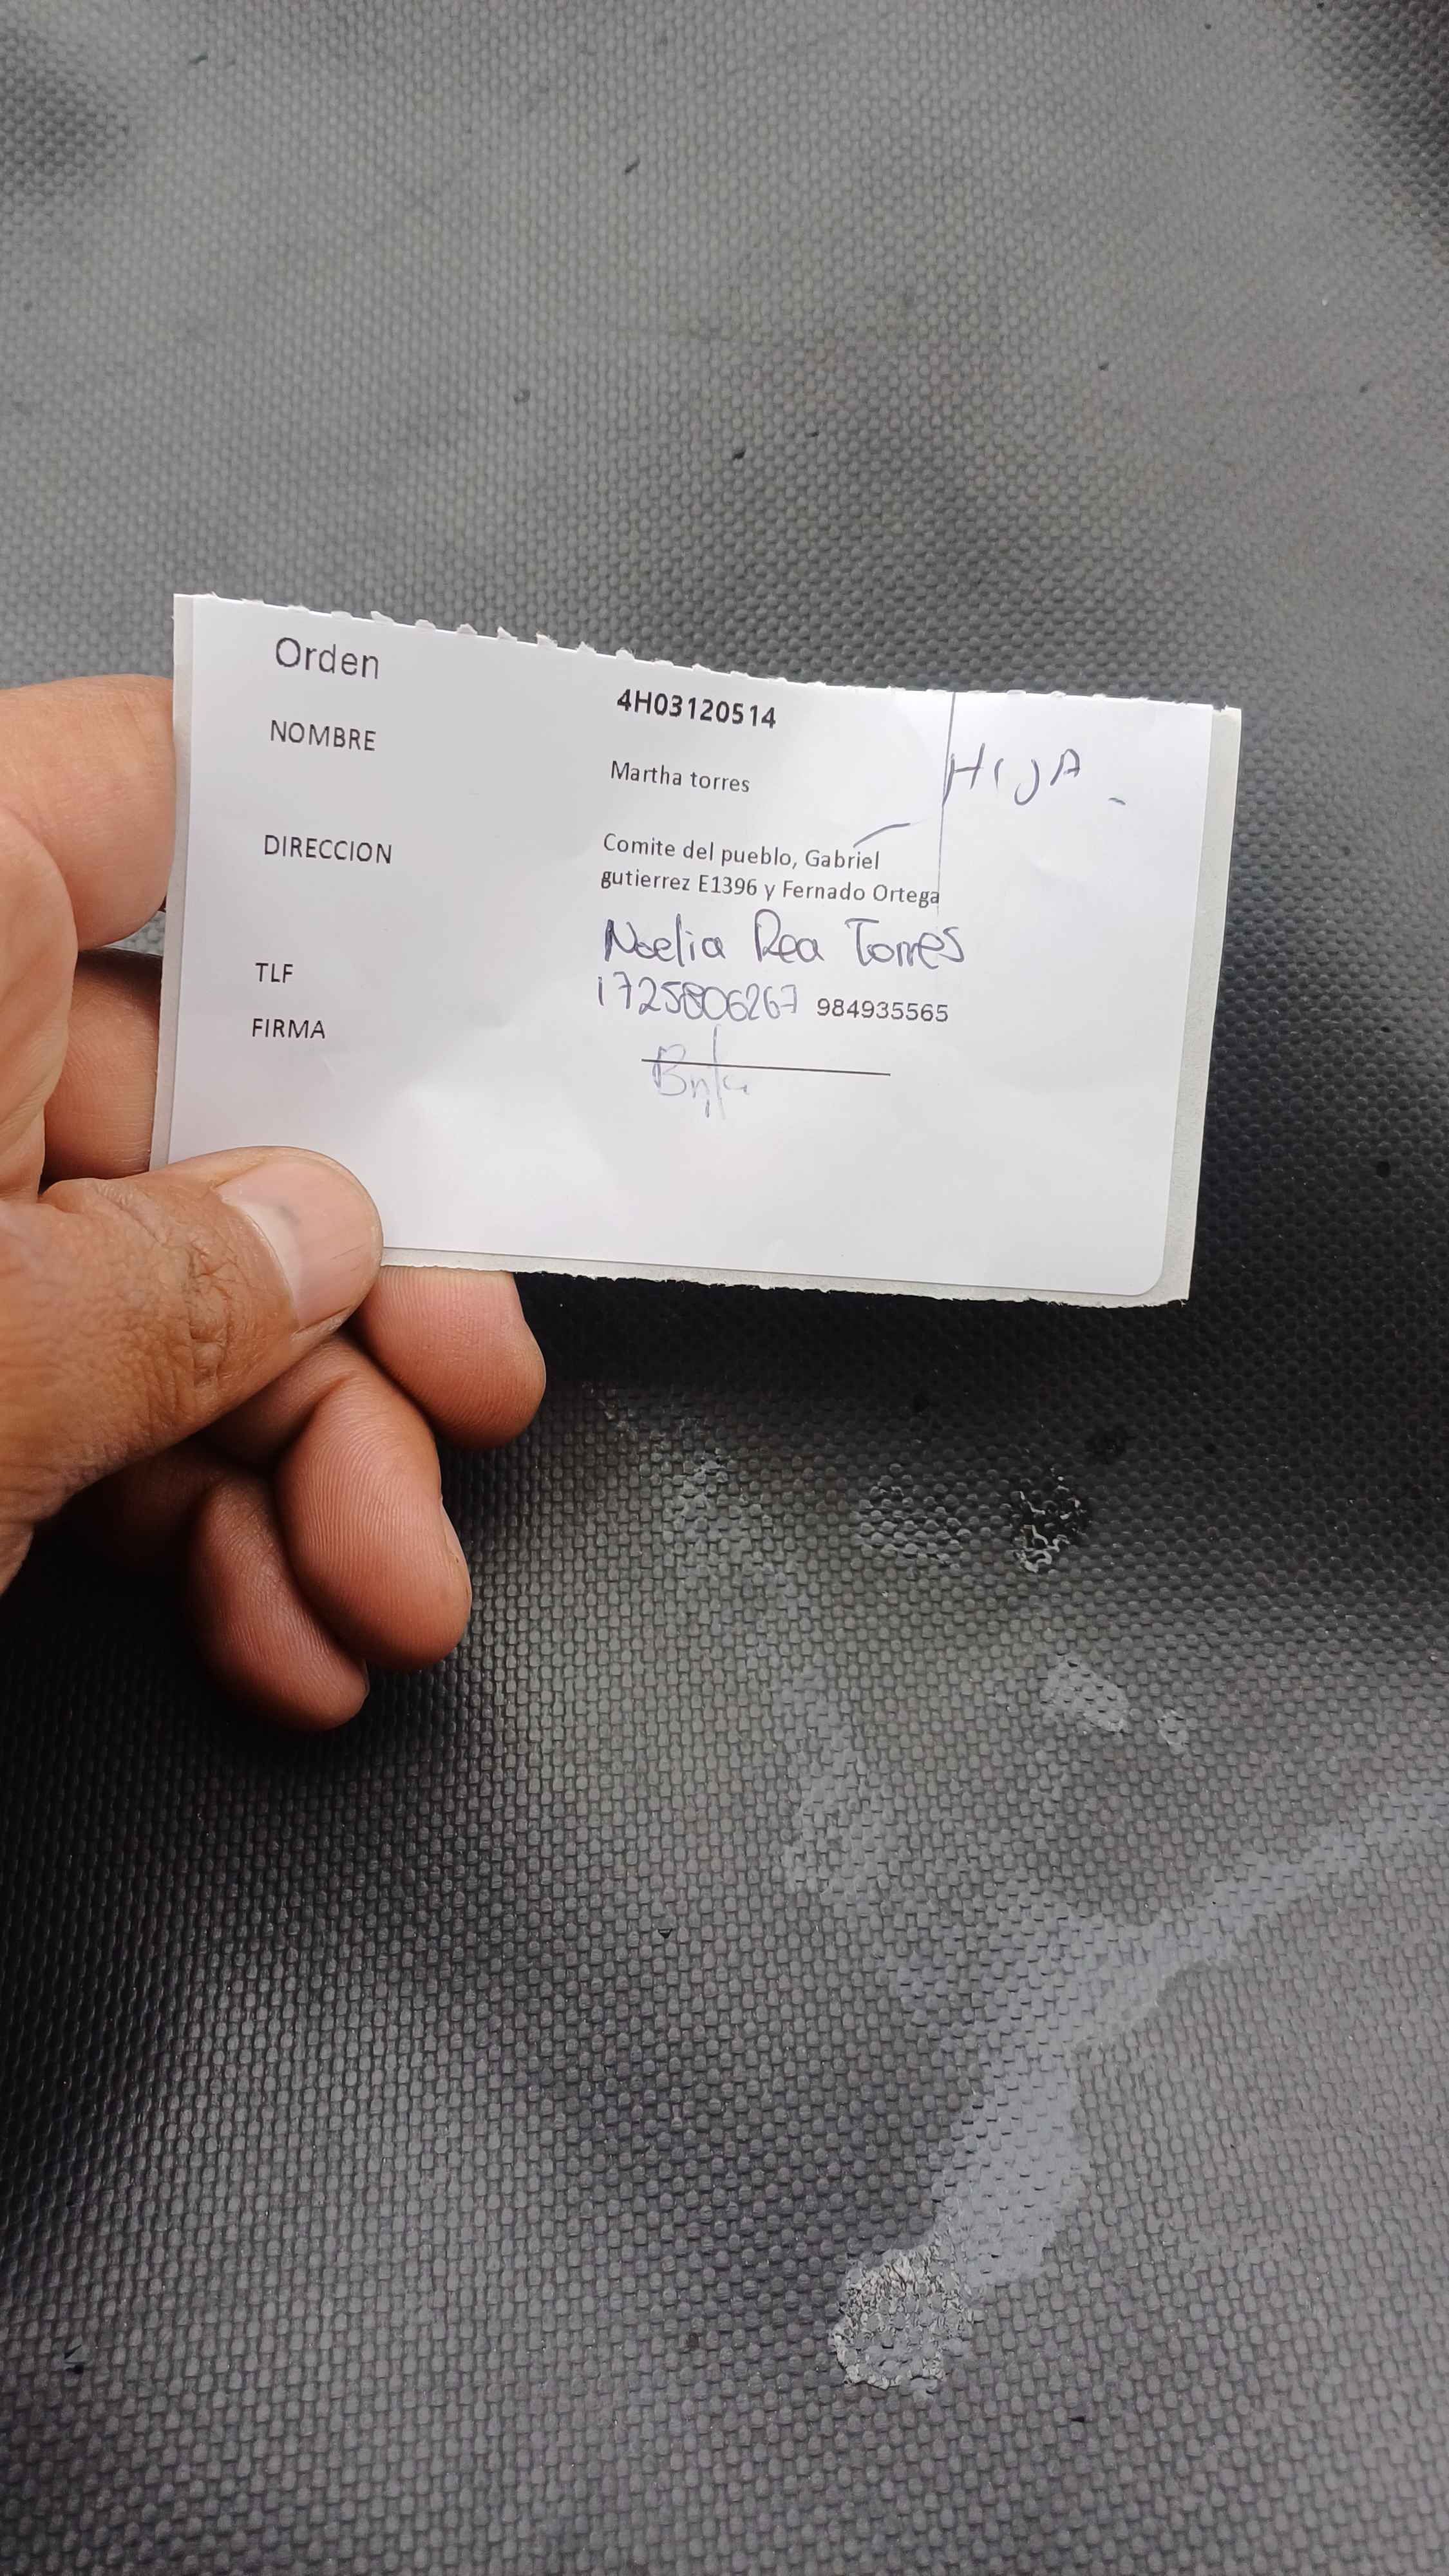 Orden
4H03120514
NOMBRE
Martha torres
HIJA
DIRECCION
Comite del pueblo, Gabriel
gutierrez E1396 y Fernado Ortega
Noelia Rea Torres
TLF
1725806267 984935565
FIRMA